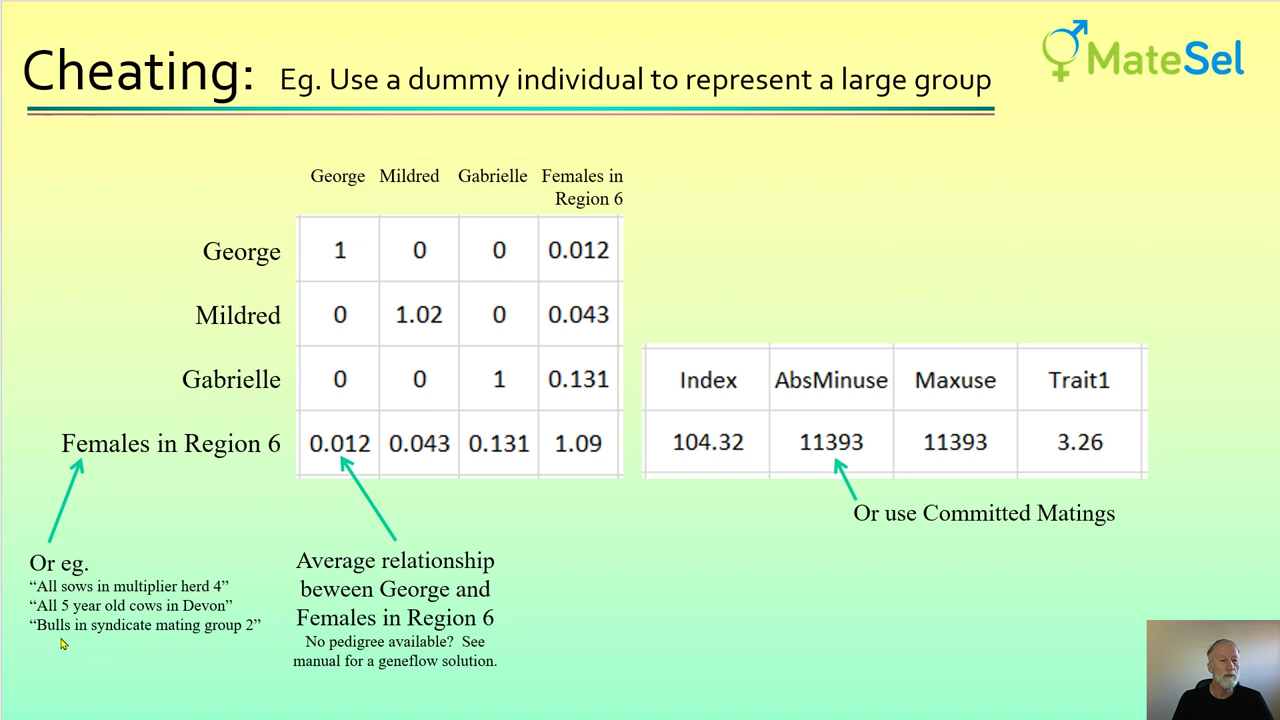 Cheating: Eg. Use a dummy individual to represent a large group
MateSel
George Mildred Gabrielle Females in
Region 6
George 1 0 0 0.012
Mildred 0 1.02 0 0.043
Gabrielle 0 0 1 0.131
Females in Region 6 0.012 0.043 0.131 1.09
Index AbsMinuse Maxuse Trait1
104.32 11393 11393 3.26
Or use Committed Matings
Or eg.
"All sows in multiplier herd 4"
"All 5 year old cows in Devon"
"Bulls in syndicate mating group 2"
Average relationship
beween George and
Females in Region 6
No pedigree available? See
manual for a geneflow solution.